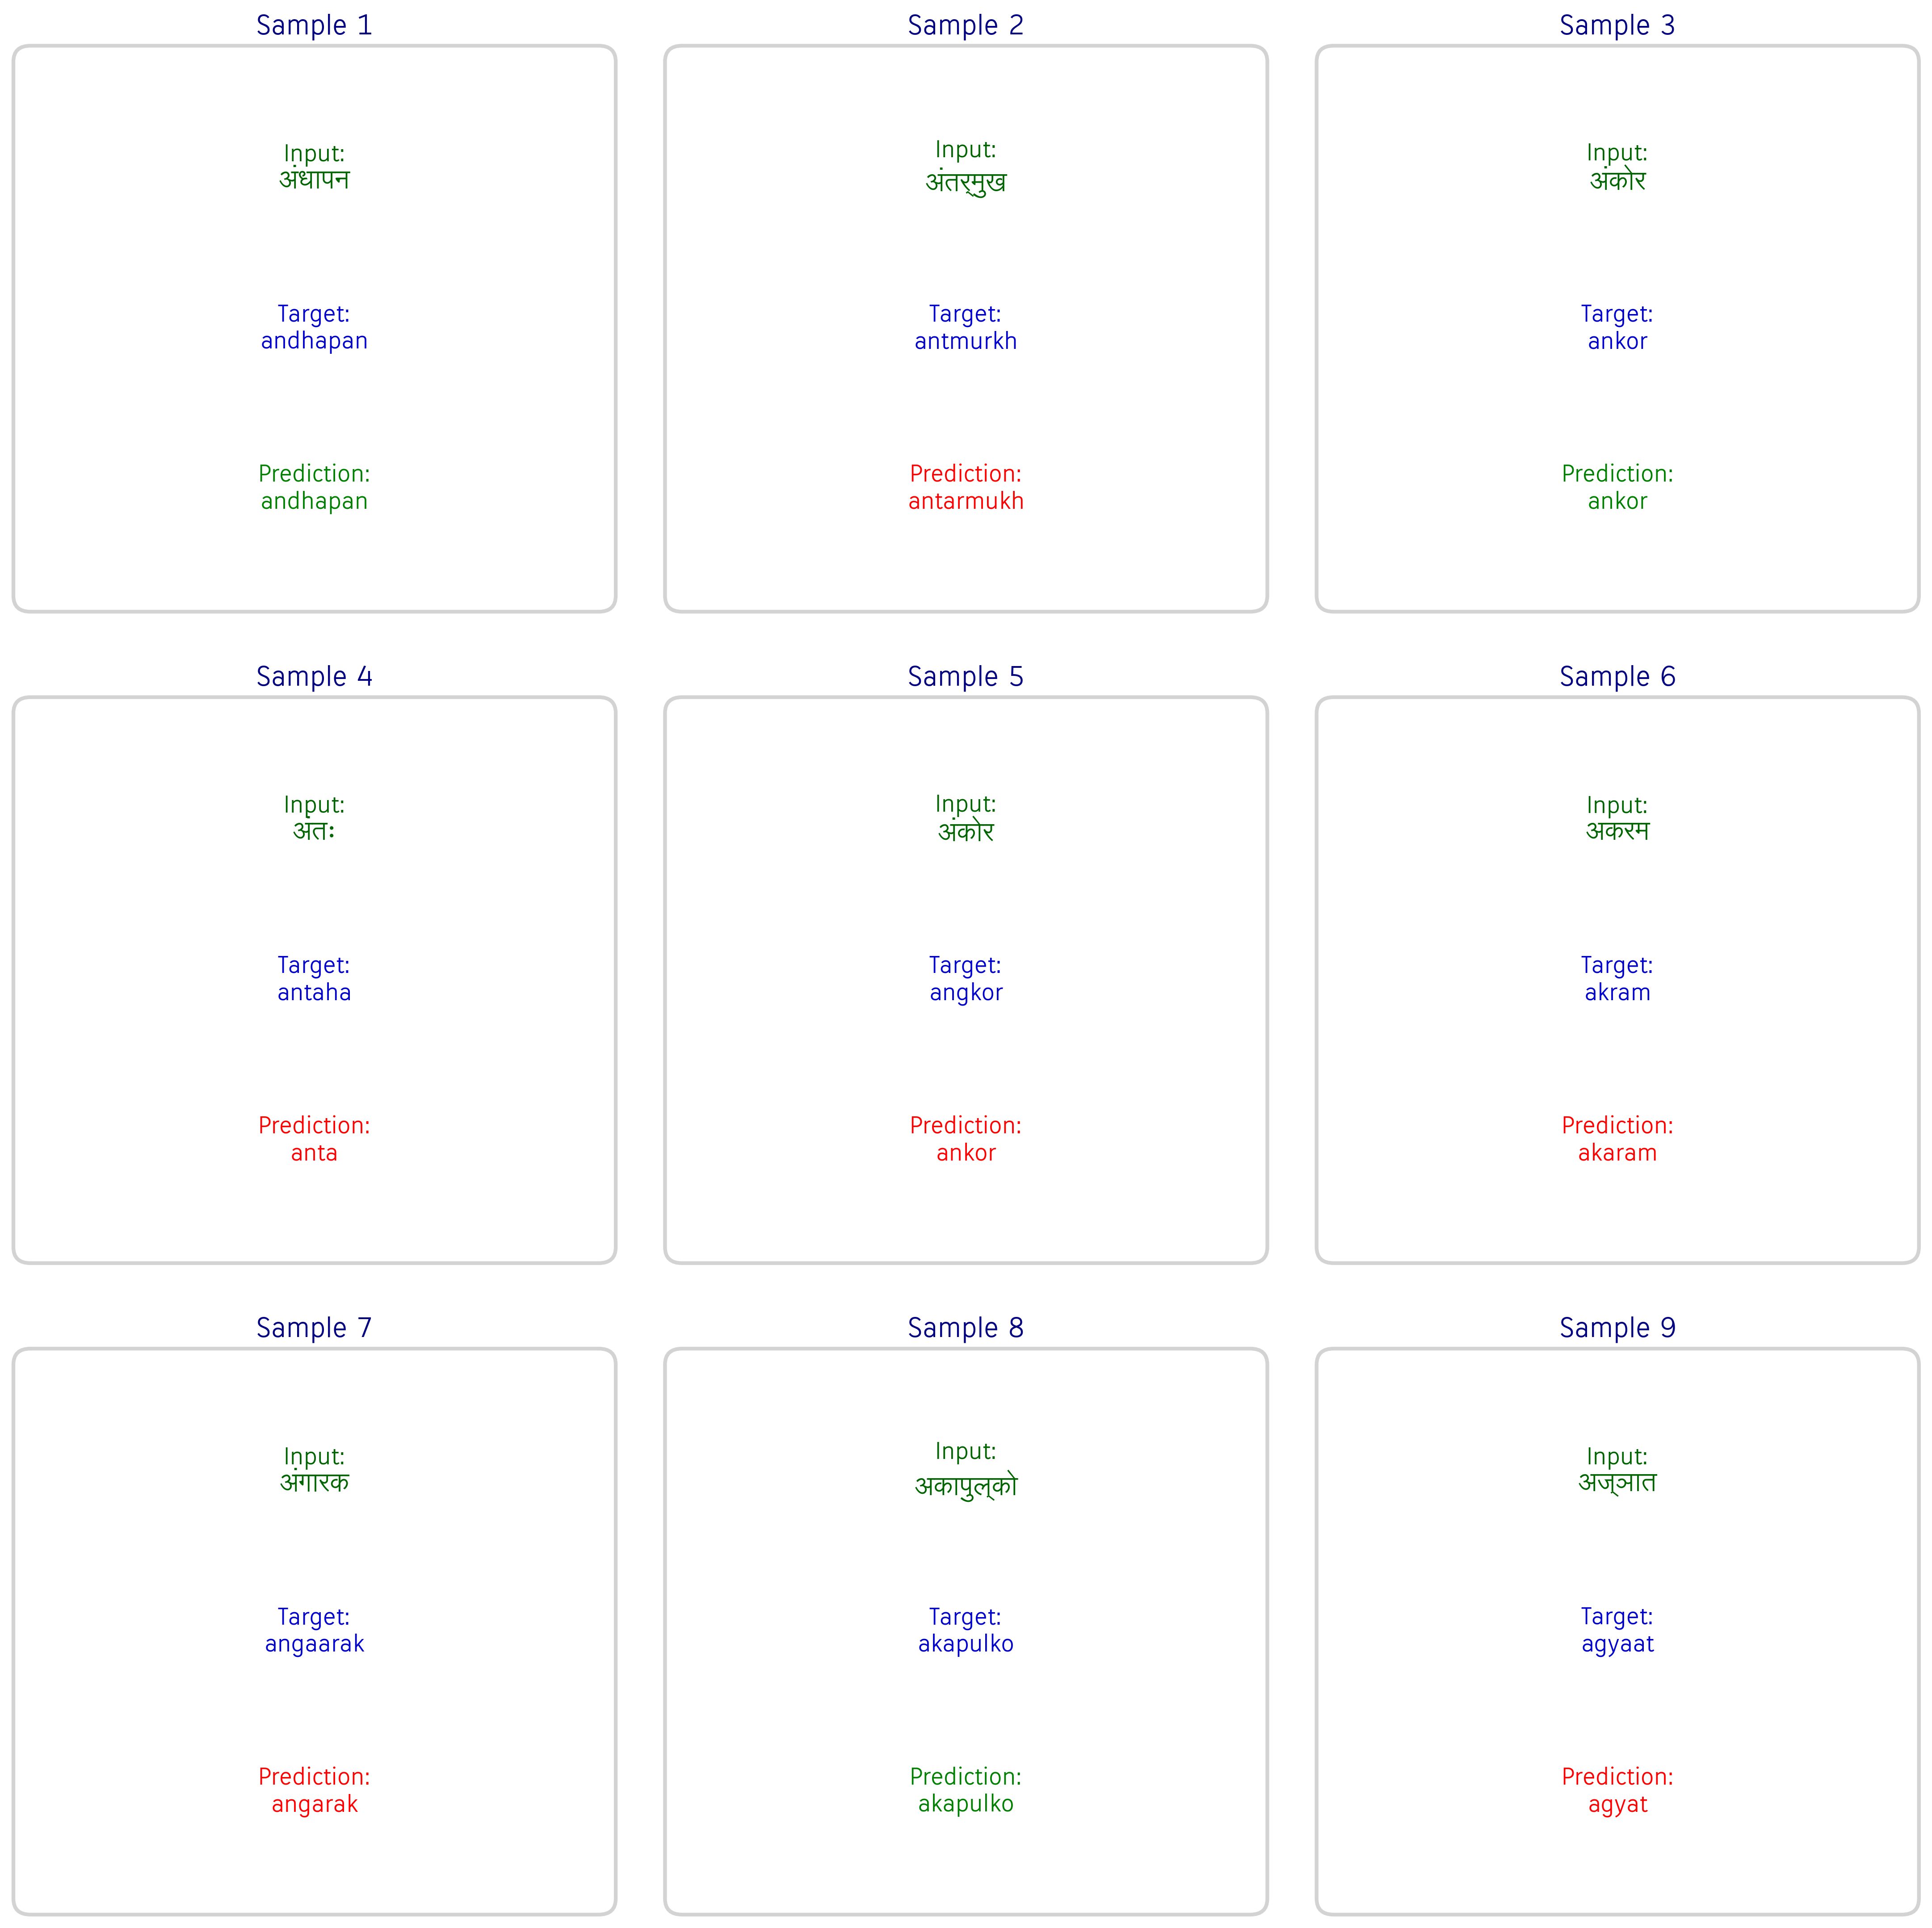 Sample 1
Input:
अंधापन
Target:
andhapan
Prediction:
andhapan
Sample 2
Input:
अंतर्मुख
Target:
antmurkh
Prediction:
antarmukh
Sample 3
Input:
अंकोर
Target:
ankor
Prediction:
ankor
Sample 4
Input:
अंतः
Target:
antaha
Prediction:
anta
Sample 5
Input:
अंकोर
Target:
angkor
Prediction:
ankor
Sample 6
Input:
अकरम
Target:
akram
Prediction:
akaram
Sample 7
Input:
अंगारक
Target:
angaarak
Prediction:
angarak
Sample 8
Input:
अकापुल्को
Target:
akapulko
Prediction:
akapulko
Sample 9
Input:
अज्ञात
Target:
agyaat
Prediction:
agyat